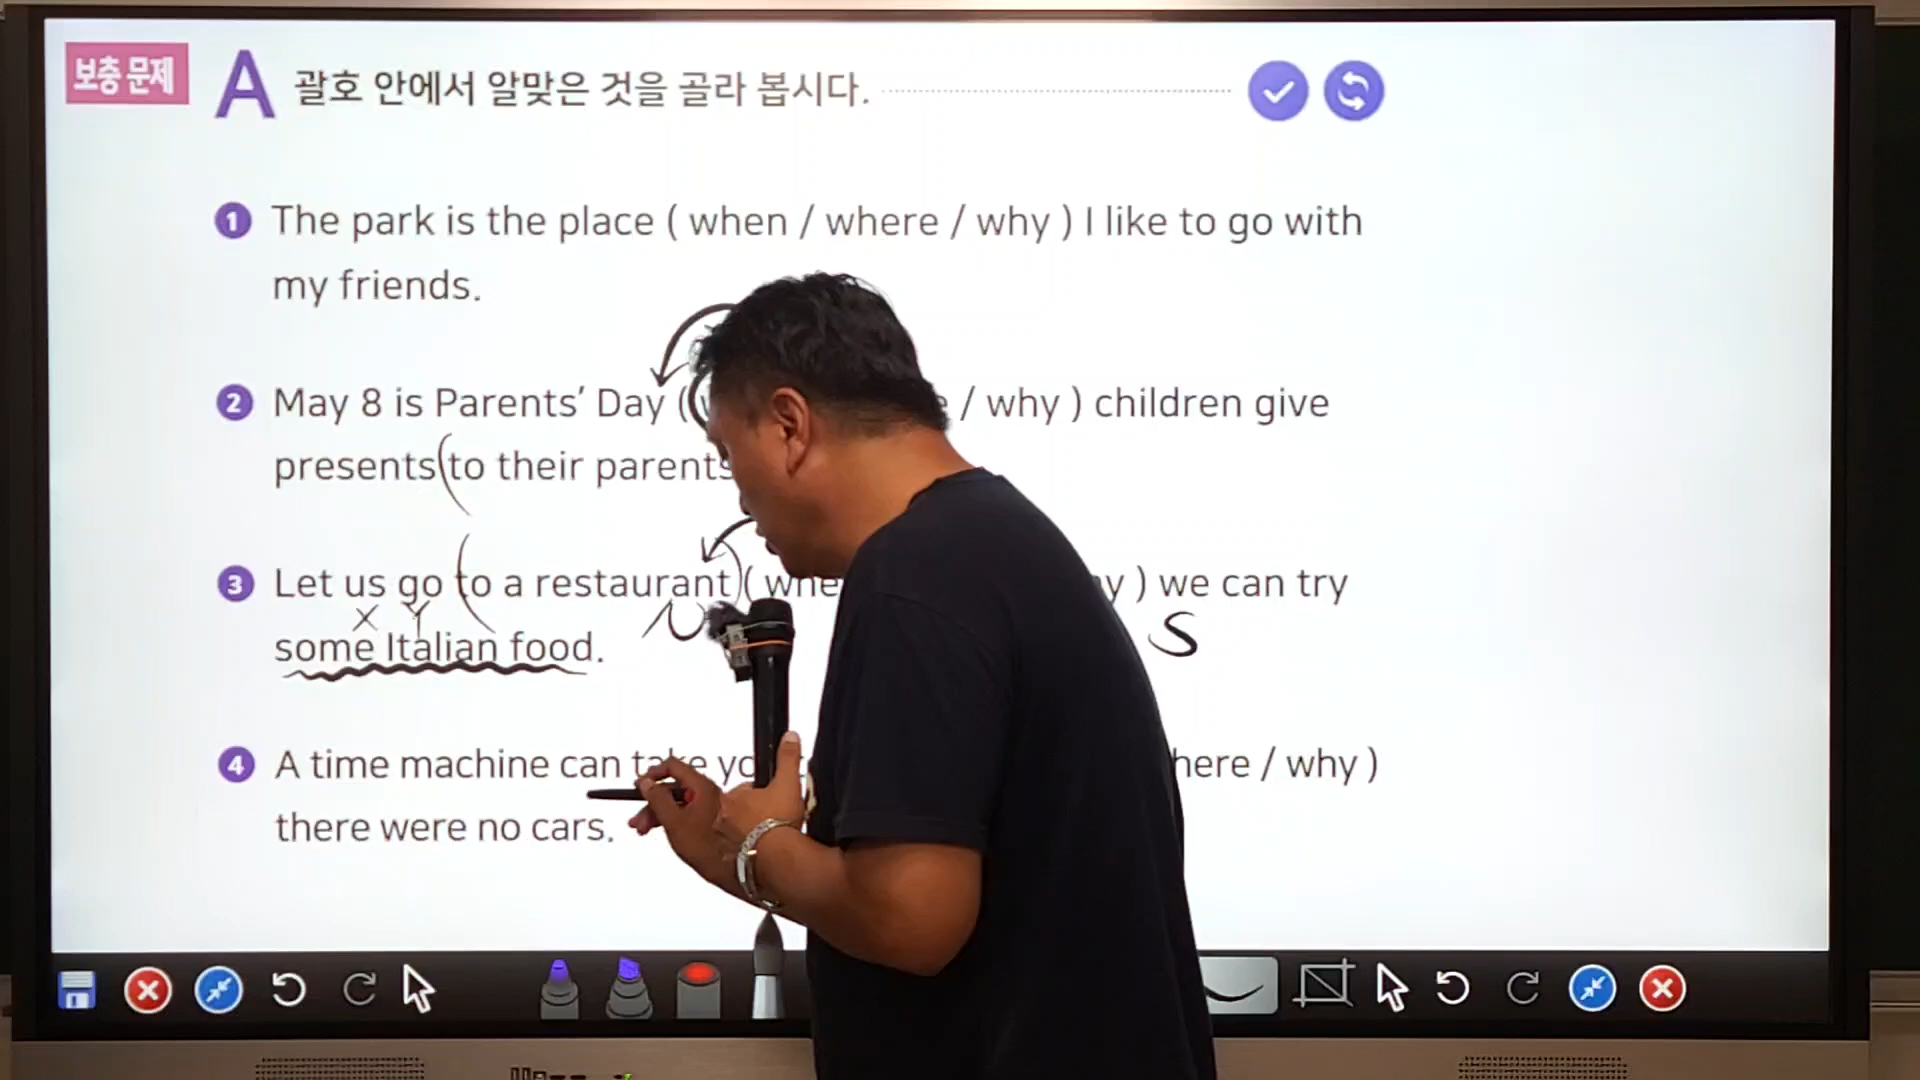 보충 문제
A 괄호 안에서 알맞은 것을 골라 봅시다.
1 The park is the place ( when / where / why ) I like to go with
my friends.
2 May 8 is Parents’ Day ( / why ) children give
presents to their parents
3 Let us go to a restaurant ( ) we can try
X Y N S
some Italian food.
4 A time machine can take / why )
there were no cars.